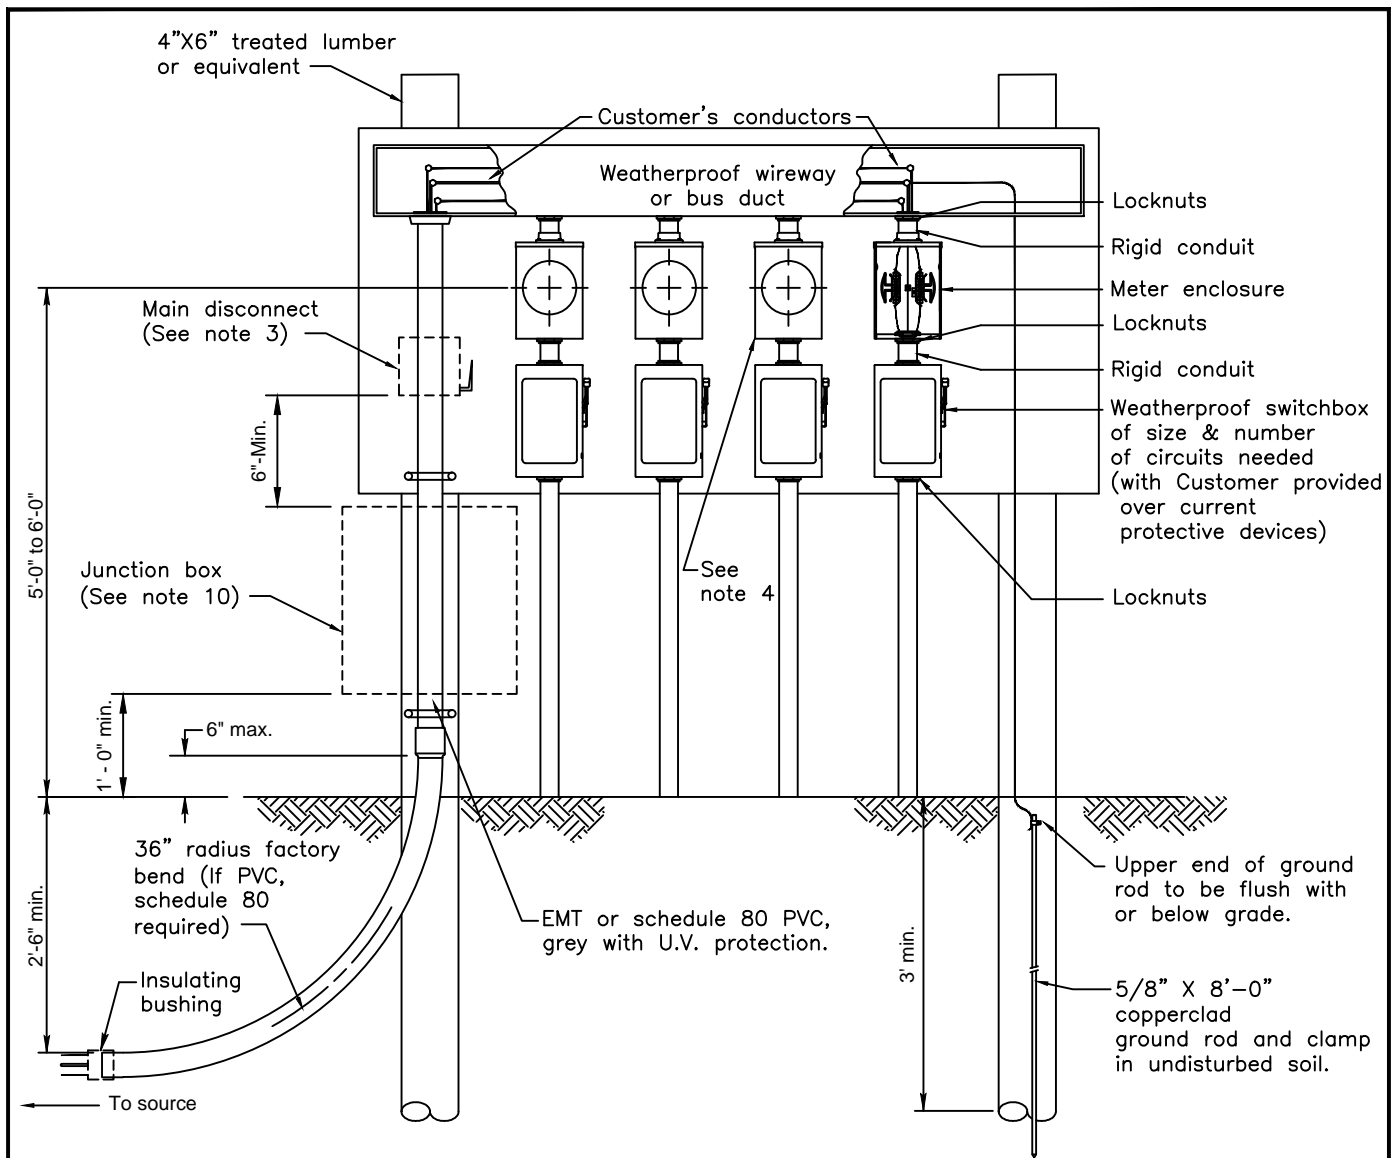 4"X6" treated lumber
or equivalent
Customer's conductors
Weatherproof wireway
or bus duct
Locknuts
Rigid conduit
Meter enclosure
Locknuts
Rigid conduit
Weatherproof switchbox
of size & number
of circuits needed
(with Customer provided
over current
protective devices)
Main disconnect
(See note 3)
6"-Min.
5'-0" to 6'-0"
Junction box
(See note 10)
See
note 4
Locknuts
1' - 0" min.
6" max.
36" radius factory
bend (If PVC,
schedule 80
required)
2'-6" min.
EMT or schedule 80 PVC,
grey with U.V. protection.
Insulating
bushing
To source
3' min.
Upper end of ground
rod to be flush with
or below grade.
5/8" X 8'-0"
copperclad
ground rod and clamp
in undisturbed soil.